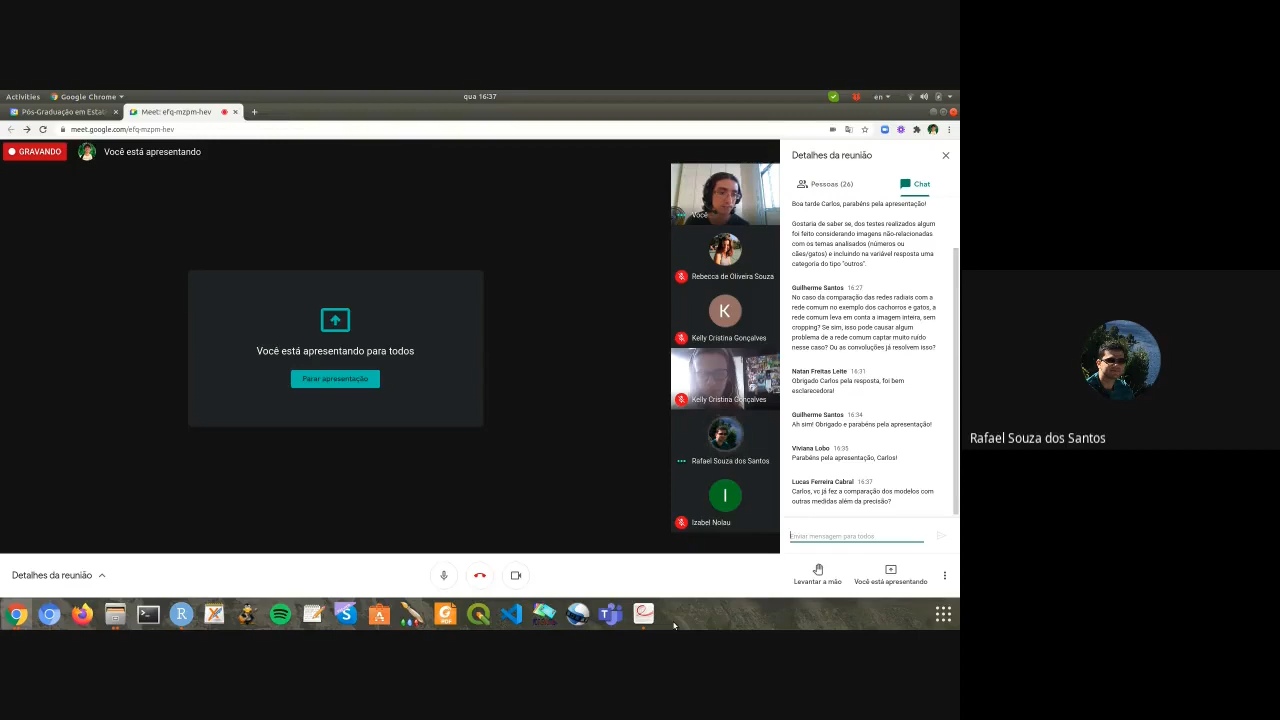 Activities
Google Chrome
qua 16:37
en
Pós-Graduação em Esta
Meet: efq-mzpm-hev
meet.google.com/efq-mzpm-hev
GRAVANDO
Você está apresentando
Você está apresentando para todos
Parar apresentação
Você
Rebecca de Oliveira Souza
K
Kelly Cristina Gonçalves
Kelly Cristina Gonçalves
Rafael Souza dos Santos
I
Izabel Nolau
Detalhes da reunião
Pessoas (26)
Chat
Boa tarde Carlos, parabéns pela apresentação!
Gostaria de saber se, dos testes realizados algum
foi feito considerando imagens não-relacionadas
com os temas analisados (números ou
cães/gatos) e incluindo na variável resposta uma
categoria do tipo "outros".
Guilherme Santos 16:27
No caso da comparação das redes radiais com a
rede comum no exemplo dos cachorros e gatos, a
rede comum leva em conta a imagem inteira, sem
cropping? Se sim, isso pode causar algum
problema de a rede comum captar muito ruído
nesse caso? Ou as convoluções já resolvem isso?
Natan Freitas Leite 16:31
Obrigado Carlos pela resposta, foi bem
esclarecedora!
Guilherme Santos 16:34
Ah sim! Obrigado e parabéns pela apresentação!
Viviana Lobo 16:35
Parabéns pela apresentação, Carlos!
Lucas Ferreira Cabral 16:37
Carlos, vc já fez a comparação dos modelos com
outras medidas além da precisão?
Enviar mensagem para todos
Detalhes da reunião
Levantar a mão
Você está apresentando
Rafael Souza dos Santos